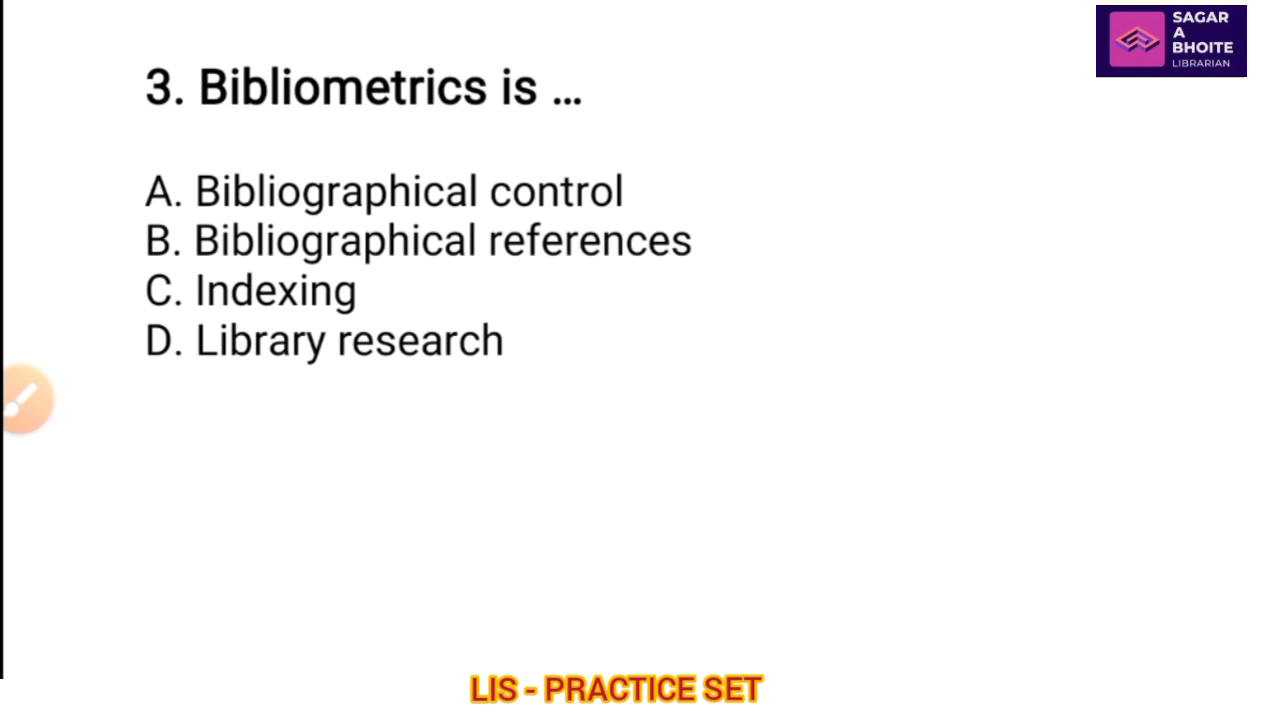 SAGAR
A
BHOITE
LIBRARIAN
3. Bibliometrics is ...
A. Bibliographical control
B. Bibliographical references
C. Indexing
D. Library research
LIS - PRACTICE SET